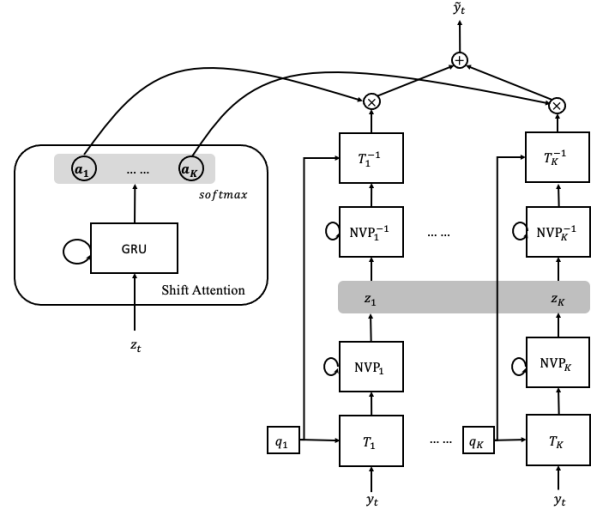 ỹ_t
× ×
+
a_1 … … a_K
softmax
GRU
Shift Attention
z_t
T_1^{-1} T_K^{-1}
NVP_1^{-1} … … NVP_K^{-1}
z_1 z_K
NVP_1 NVP_K
q_1 T_1 … … q_K T_K
y_t y_t